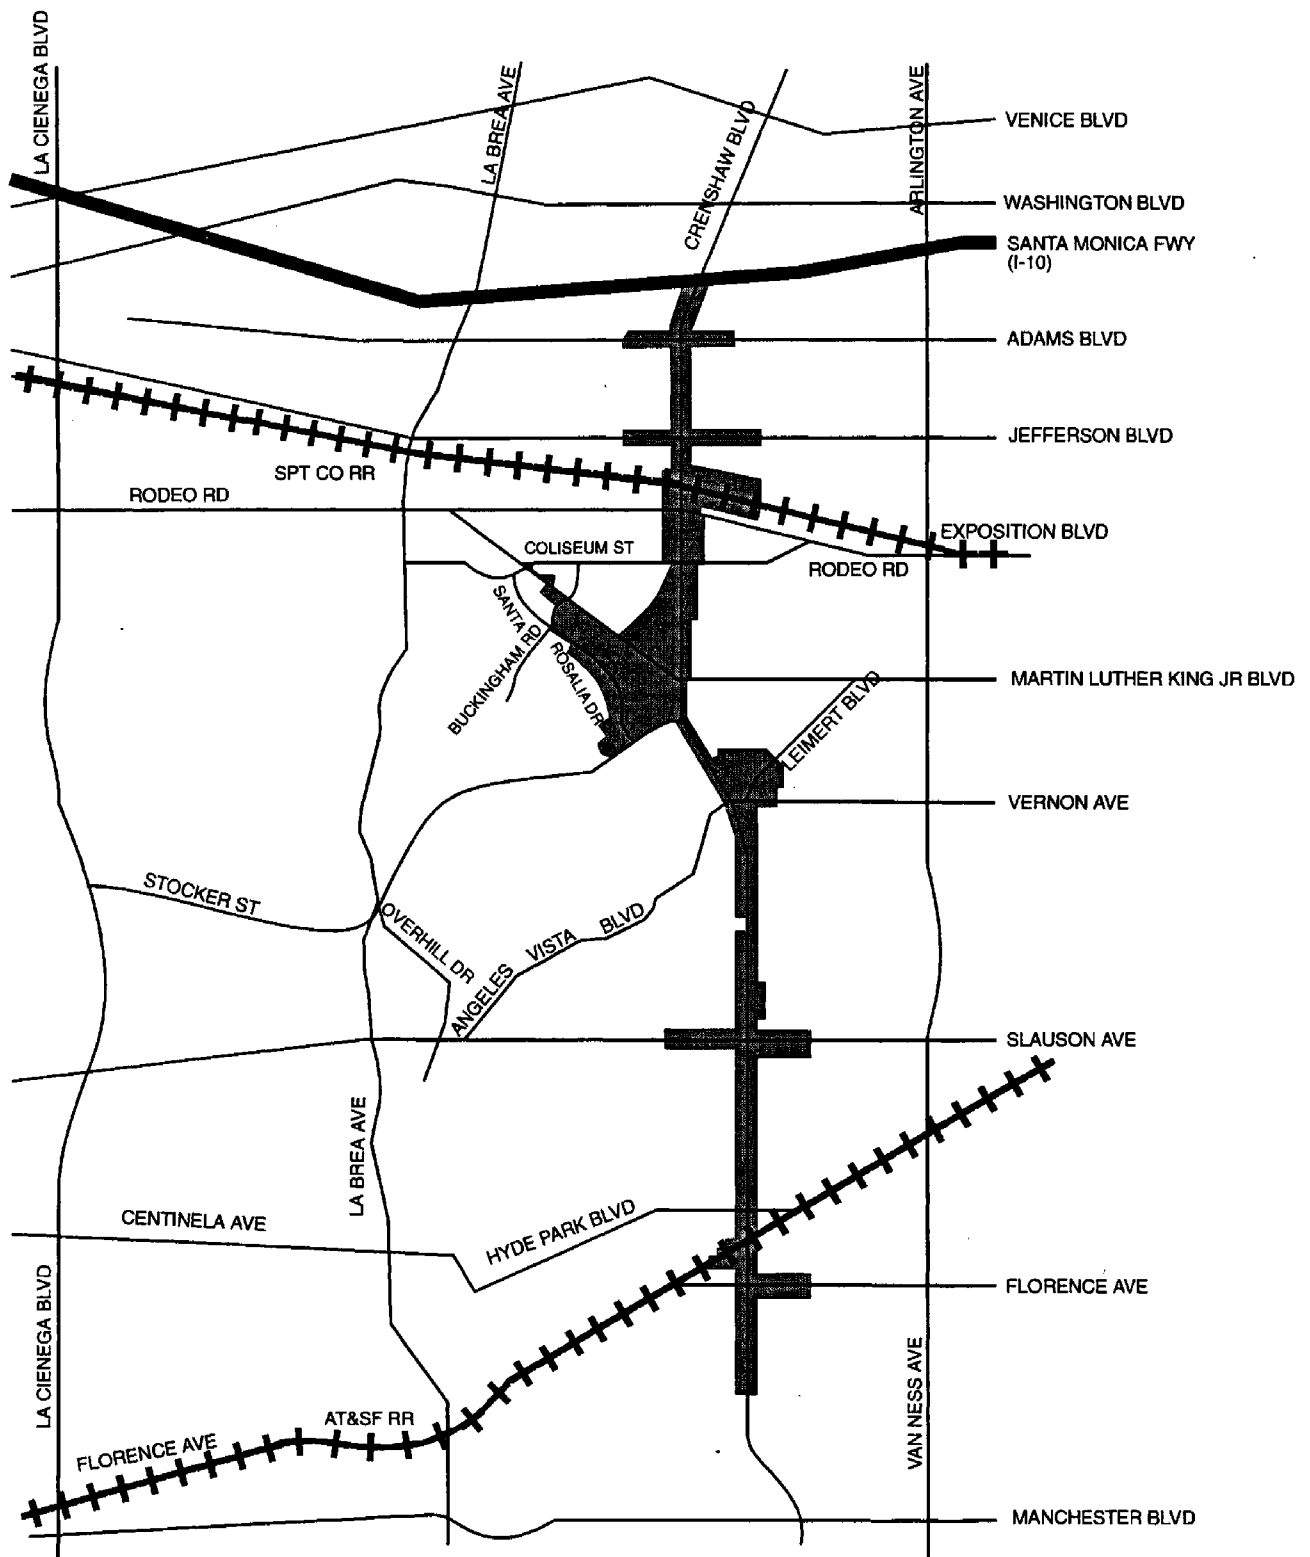 LA CIENEGA BLVD
LA BREA AVE
CRENSHAW BLVD
ARLINGTON AVE
VENICE BLVD
WASHINGTON BLVD
SANTA MONICA FWY
(I-10)
ADAMS BLVD
JEFFERSON BLVD
SPT CO RR
RODEO RD
EXPOSITION BLVD
COLISEUM ST
RODEO RD
SANTA
ROSALIA DR
BUCKINGHAM RD
MARTIN LUTHER KING JR BLVD
LEIMERT BLVD
VERNON AVE
STOCKER ST
OVERHILL DR
ANGELES VISTA BLVD
SLAUSON AVE
LA BREA AVE
CENTINELA AVE
HYDE PARK BLVD
FLORENCE AVE
LA CIENEGA BLVD
VAN NESS AVE
AT&SF RR
FLORENCE AVE
MANCHESTER BLVD